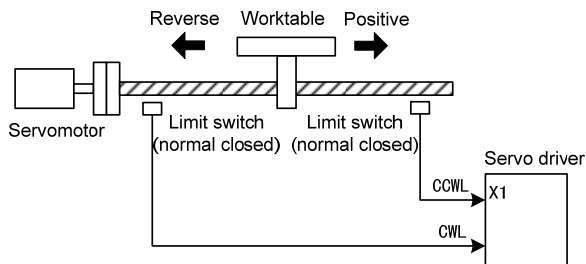 Reverse Worktable Positive
Servomotor
Limit switch
(normal closed)
Limit switch
(normal closed)
Servo driver
CCWL
X1
CWL